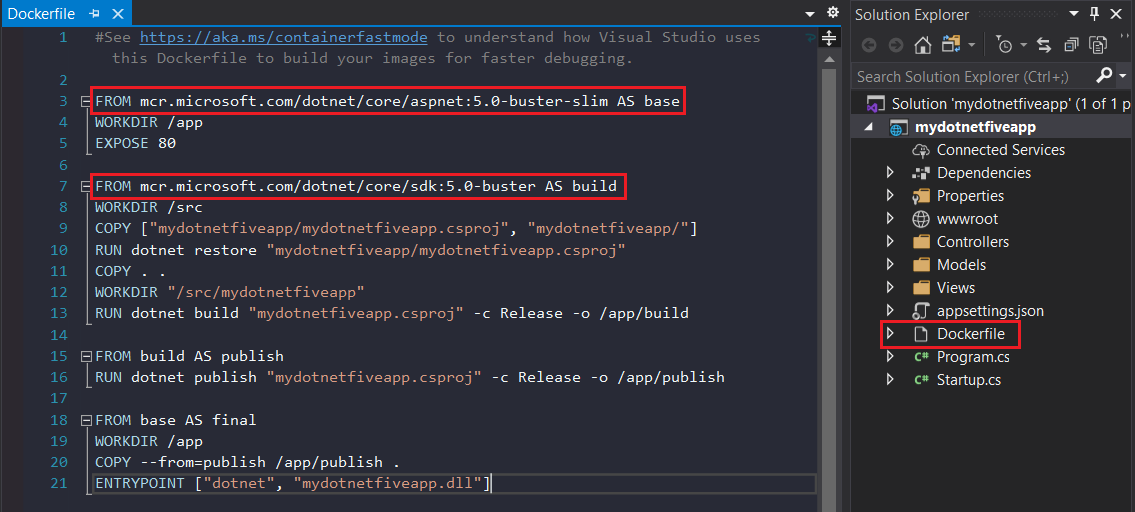 Dockerfile
1 #See https://aka.ms/containerfastmode to understand how Visual Studio uses
this Dockerfile to build your images for faster debugging.
2
3 FROM mcr.microsoft.com/dotnet/core/aspnet:5.0-buster-slim AS base
4 WORKDIR /app
5 EXPOSE 80
6
7 FROM mcr.microsoft.com/dotnet/core/sdk:5.0-buster AS build
8 WORKDIR /src
9 COPY ["mydotnetfiveapp/mydotnetfiveapp.csproj", "mydotnetfiveapp/"]
10 RUN dotnet restore "mydotnetfiveapp/mydotnetfiveapp.csproj"
11 COPY . .
12 WORKDIR "/src/mydotnetfiveapp"
13 RUN dotnet build "mydotnetfiveapp.csproj" -c Release -o /app/build
14
15 FROM build AS publish
16 RUN dotnet publish "mydotnetfiveapp.csproj" -c Release -o /app/publish
17
18 FROM base AS final
19 WORKDIR /app
20 COPY --from=publish /app/publish .
21 ENTRYPOINT ["dotnet", "mydotnetfiveapp.dll"]
Solution Explorer
Search Solution Explorer (Ctrl+;)
Solution 'mydotnetfiveapp' (1 of 1 p
mydotnetfiveapp
Connected Services
Dependencies
Properties
wwwroot
Controllers
Models
Views
appsettings.json
Dockerfile
C# Program.cs
C# Startup.cs